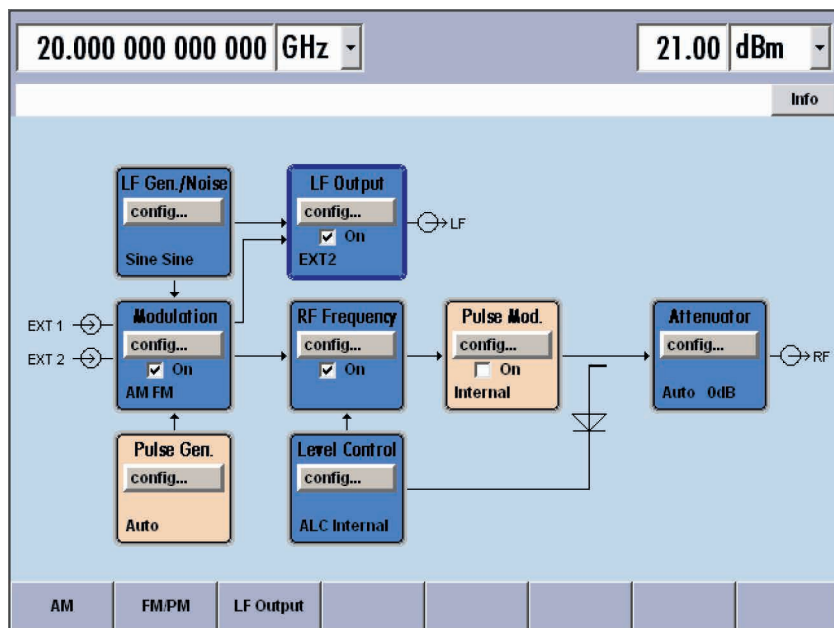 20.000 000 000 000 GHz
21.00 dBm
Info
LF Gen./Noise
config...
Sine Sine
LF Output
config...
On
EXT2
LF
EXT 1
EXT 2
Modulation
config...
On
AM FM
RF Frequency
config...
On
Pulse Mod.
config...
On
Internal
Attenuator
config...
Auto 0dB
RF
Pulse Gen.
config...
Auto
Level Control
config...
ALC Internal
AM
FM/PM
LF Output